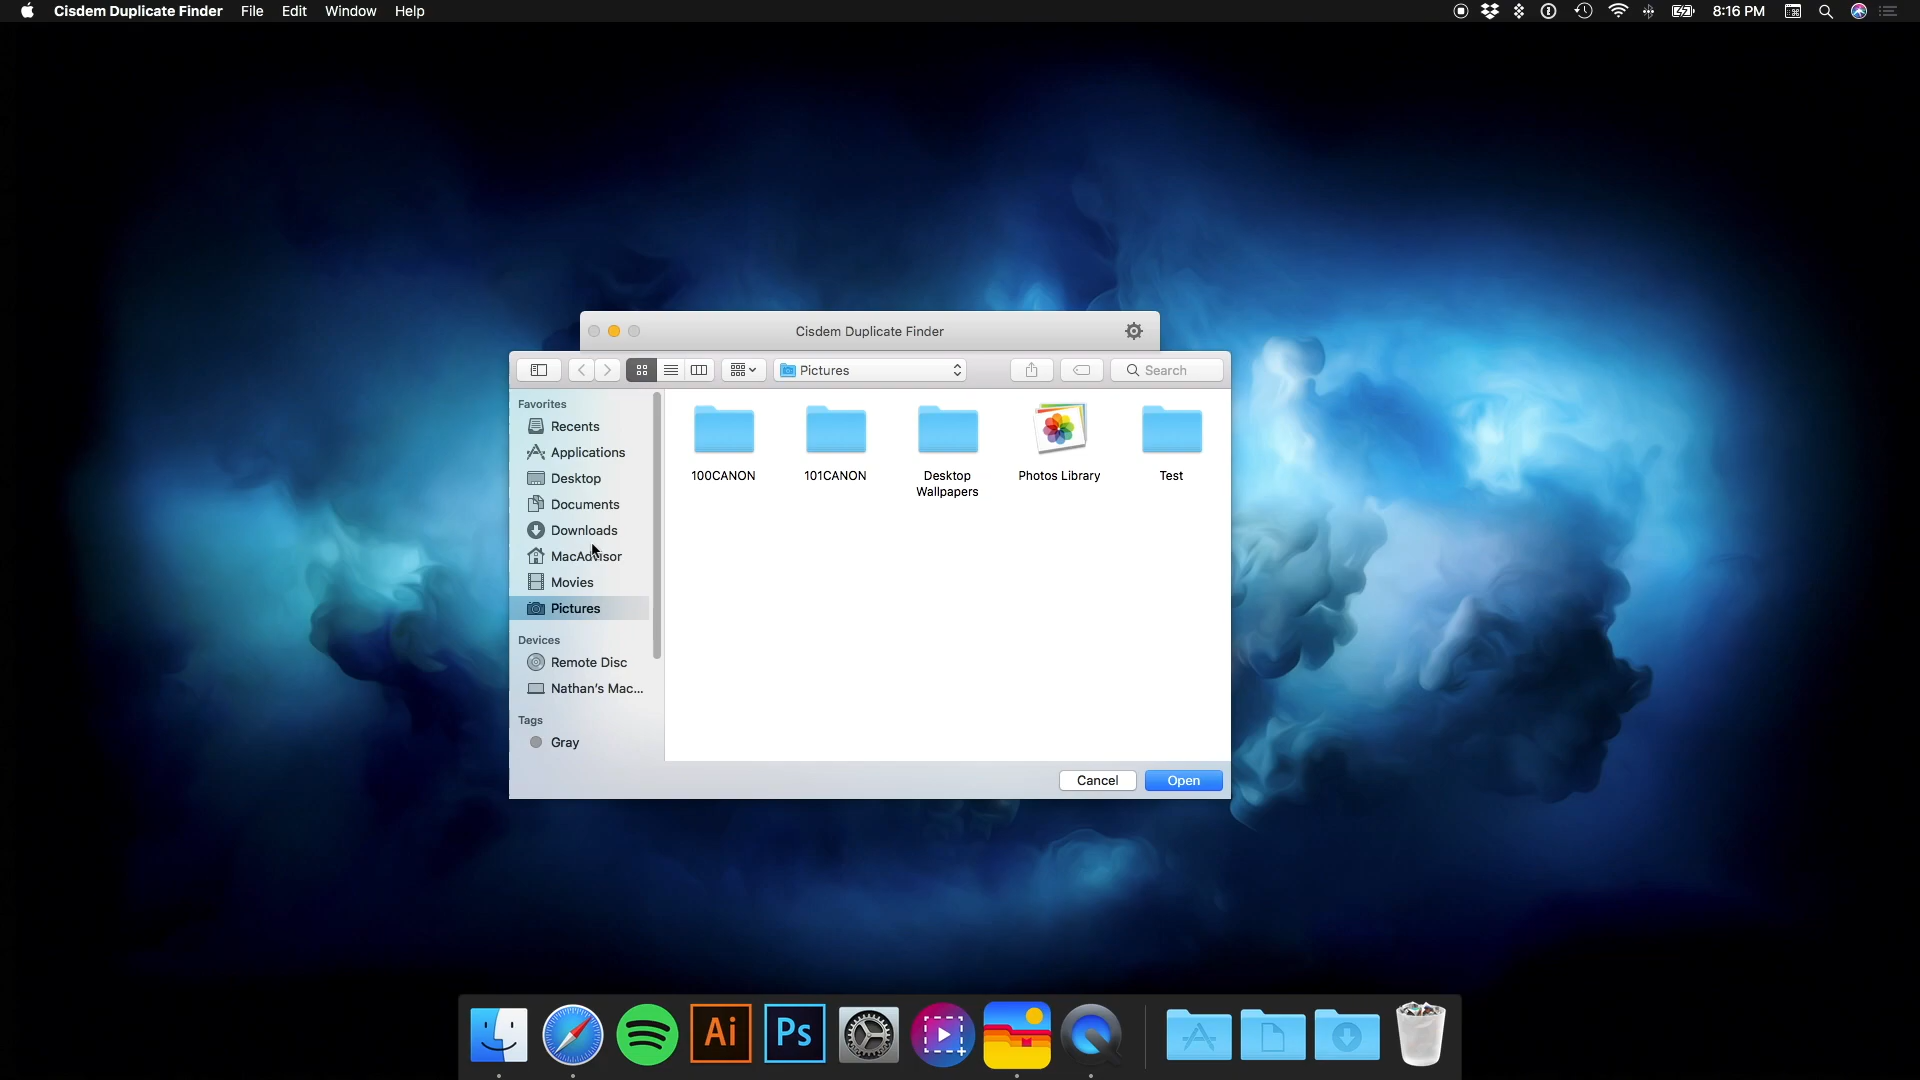 Cisdem Duplicate Finder File Edit Window Help 8:16 PM
Cisdem Duplicate Finder
Pictures
Search
Favorites
Recents
Applications
Desktop
Documents
Downloads
MacAdvisor
Movies
Pictures
Devices
Remote Disc
Nathan's Mac...
Tags
Gray
100CANON
101CANON
Desktop
Wallpapers
Photos Library
Test
Cancel
Open
Ai
Ps